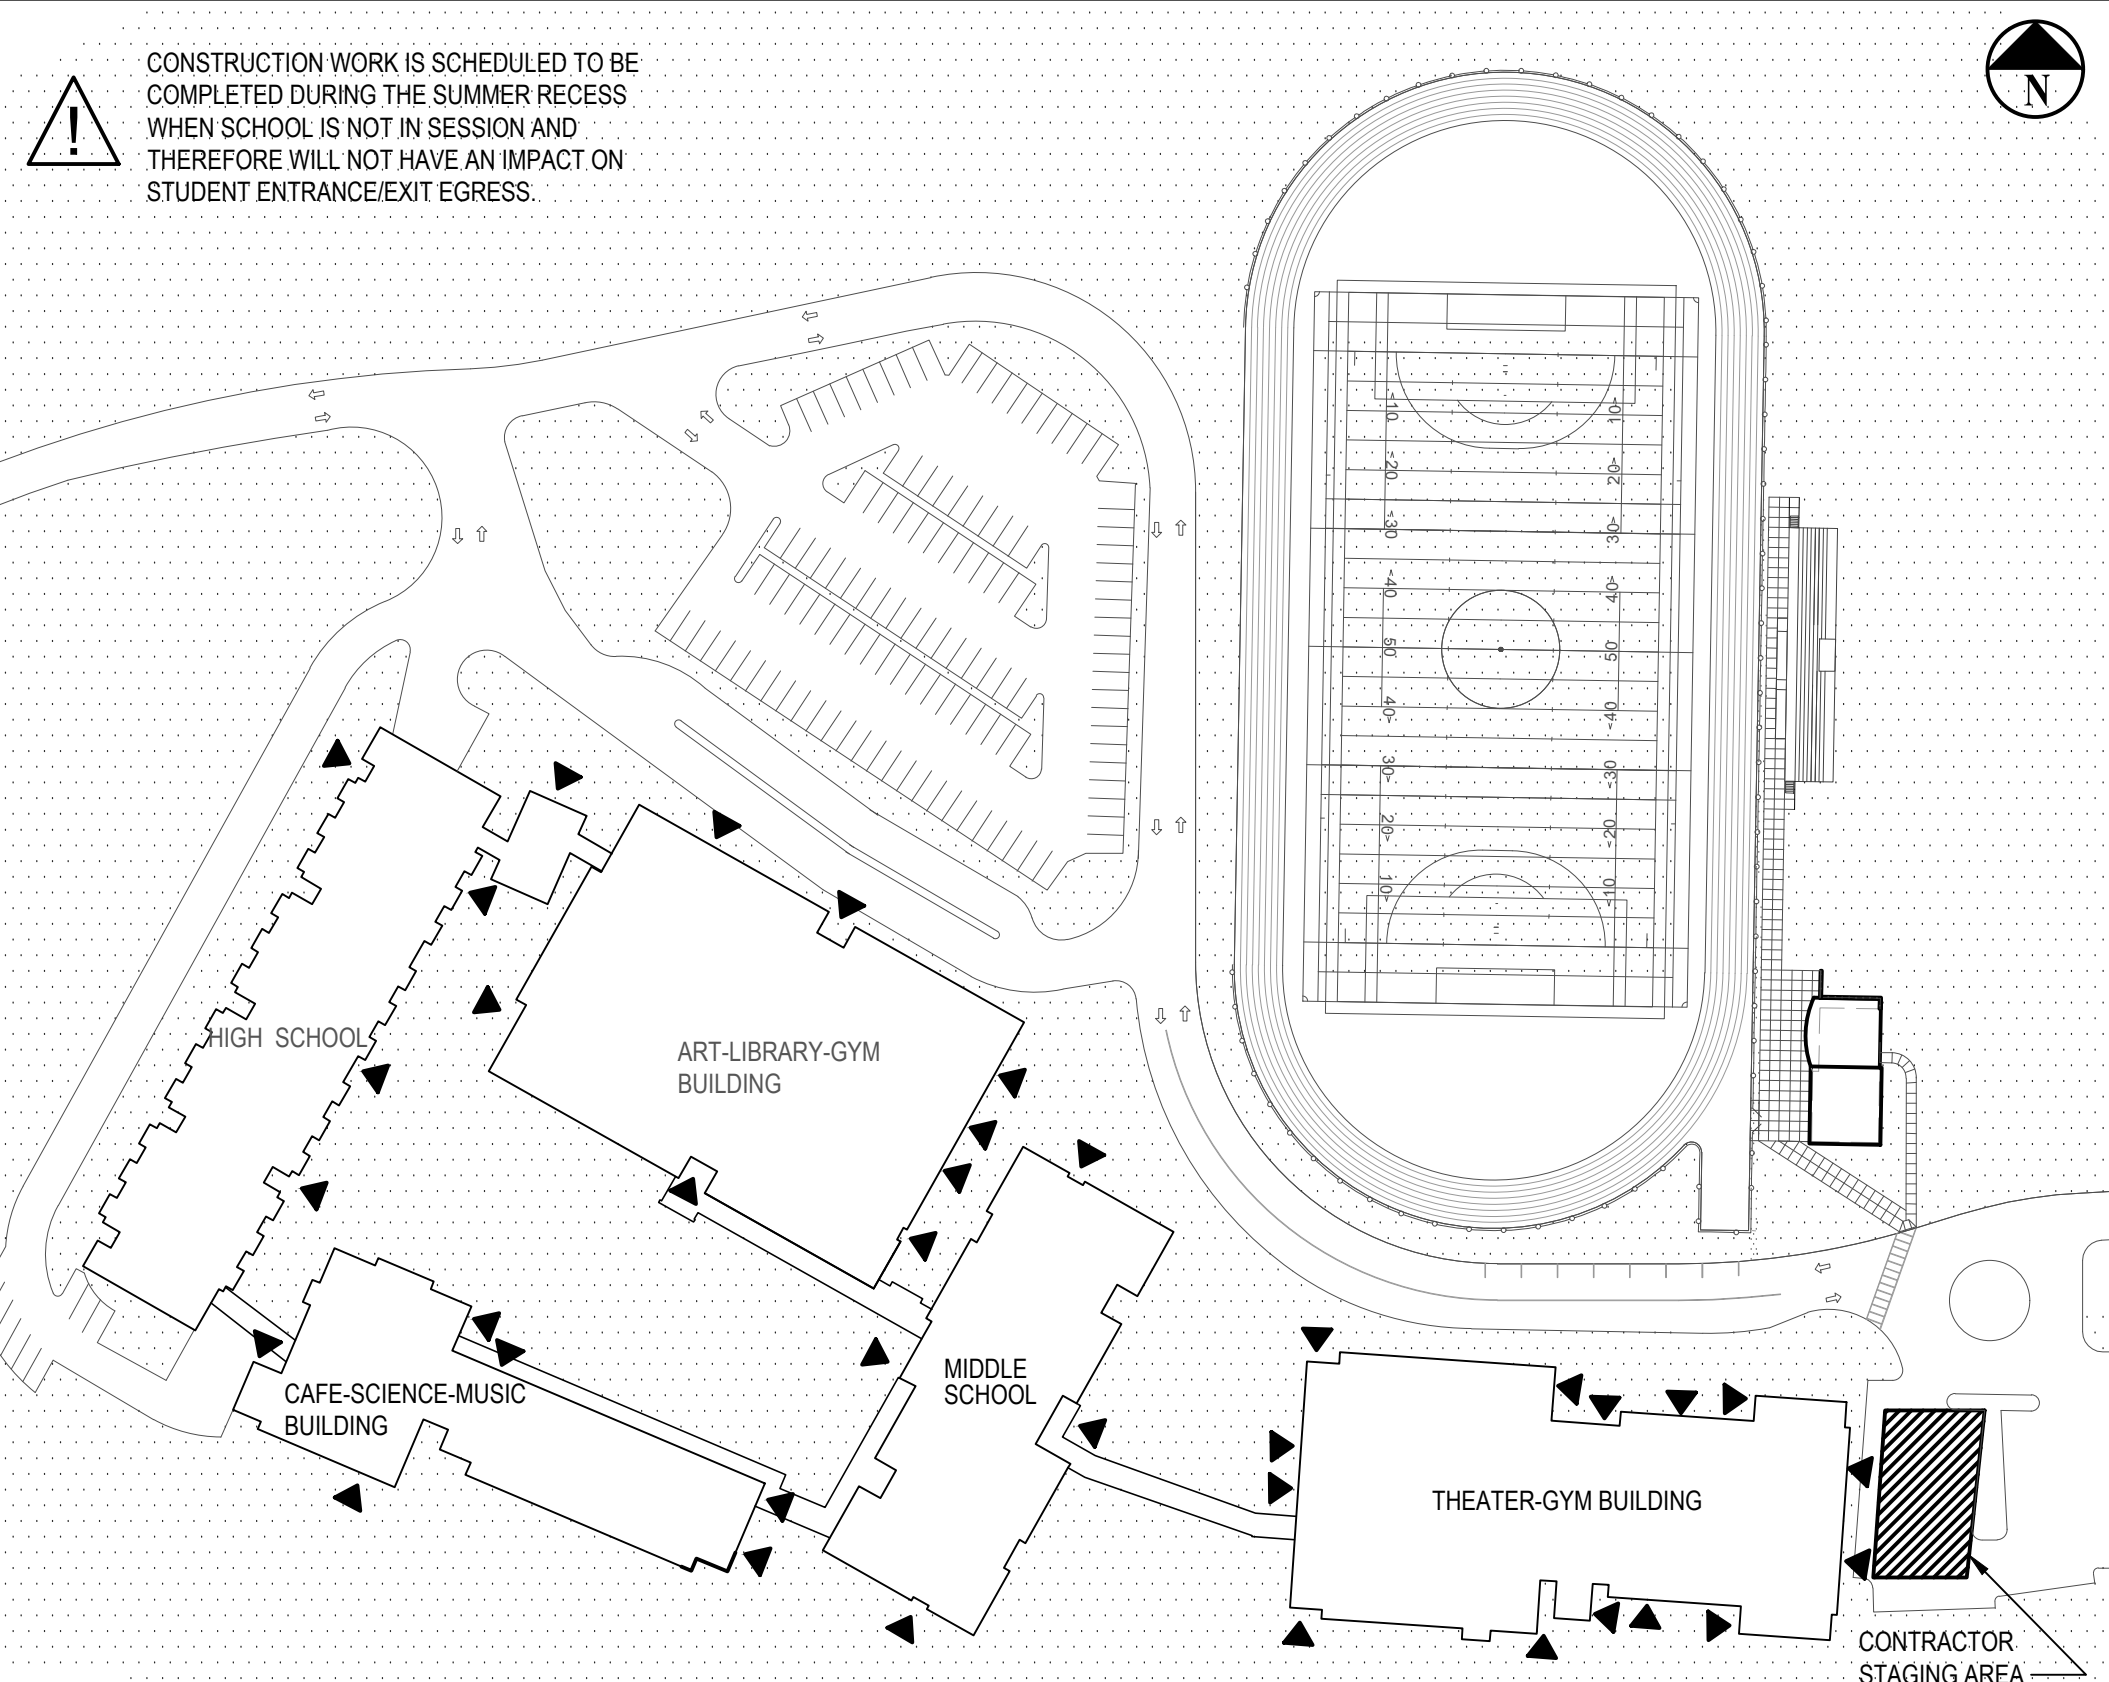 CONSTRUCTION WORK IS SCHEDULED TO BE
COMPLETED DURING THE SUMMER RECESS
WHEN SCHOOL IS NOT IN SESSION AND
THEREFORE WILL NOT HAVE AN IMPACT ON
STUDENT ENTRANCE/EXIT EGRESS.
!
N
<10 10>
<20 20>
<30 30>
<40 40>
50 50
40> <40
30> <30
20> <20
10> <10
HIGH SCHOOL
ART-LIBRARY-GYM
BUILDING
MIDDLE
SCHOOL
CAFE-SCIENCE-MUSIC
BUILDING
THEATER-GYM BUILDING
CONTRACTOR
STAGING AREA